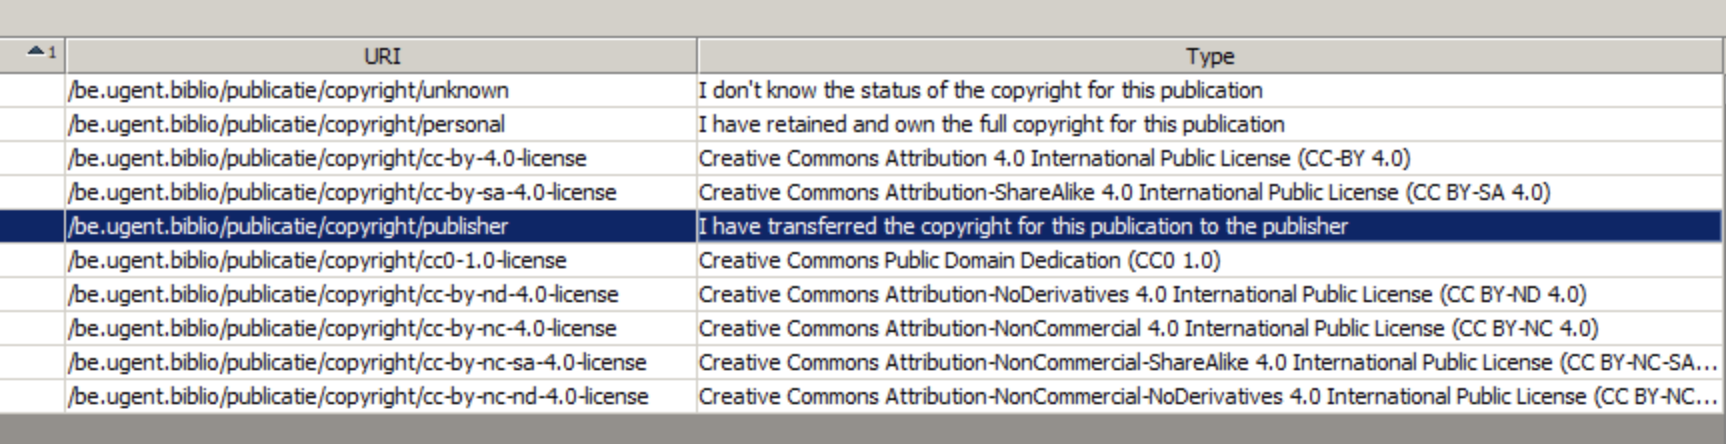 1 URI Type
/be.ugent.biblio/publicatie/copyright/unknown I don't know the status of the copyright for this publication
/be.ugent.biblio/publicatie/copyright/personal I have retained and own the full copyright for this publication
/be.ugent.biblio/publicatie/copyright/cc-by-4.0-license Creative Commons Attribution 4.0 International Public License (CC-BY 4.0)
/be.ugent.biblio/publicatie/copyright/cc-by-sa-4.0-license Creative Commons Attribution-ShareAlike 4.0 International Public License (CC BY-SA 4.0)
/be.ugent.biblio/publicatie/copyright/publisher I have transferred the copyright for this publication to the publisher
/be.ugent.biblio/publicatie/copyright/cc0-1.0-license Creative Commons Public Domain Dedication (CC0 1.0)
/be.ugent.biblio/publicatie/copyright/cc-by-nd-4.0-license Creative Commons Attribution-NoDerivatives 4.0 International Public License (CC BY-ND 4.0)
/be.ugent.biblio/publicatie/copyright/cc-by-nc-4.0-license Creative Commons Attribution-NonCommercial 4.0 International Public License (CC BY-NC 4.0)
/be.ugent.biblio/publicatie/copyright/cc-by-nc-sa-4.0-license Creative Commons Attribution-NonCommercial-ShareAlike 4.0 International Public License (CC BY-NC-SA...
/be.ugent.biblio/publicatie/copyright/cc-by-nc-nd-4.0-license Creative Commons Attribution-NonCommercial-NoDerivatives 4.0 International Public License (CC BY-NC...